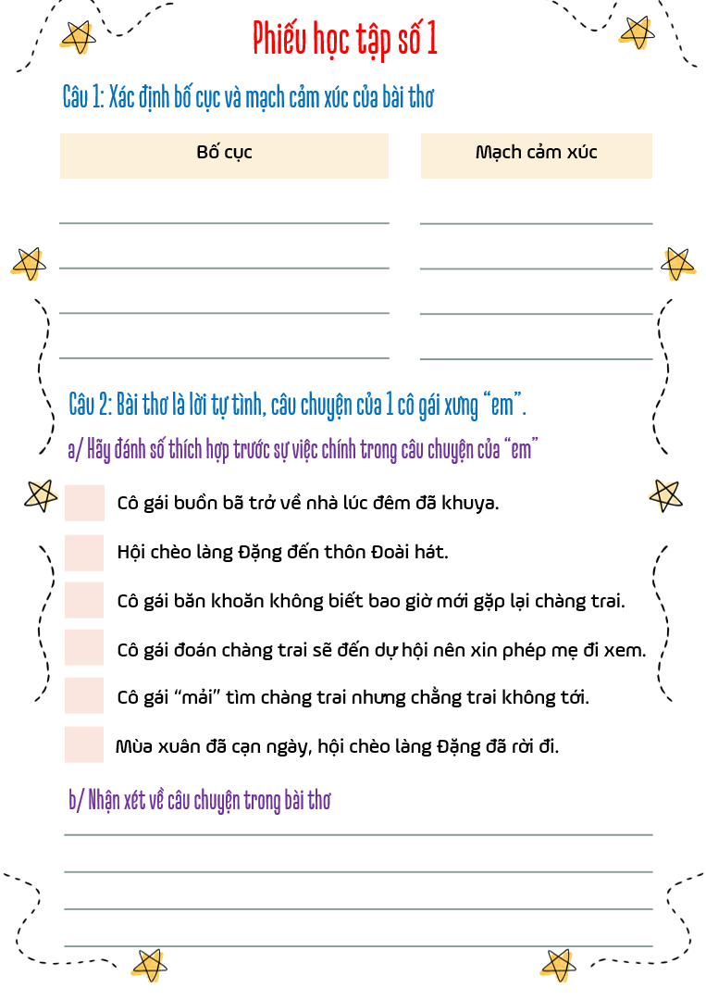 Phiếu học tập số 1
Câu 1: Xác định bố cục và mạch cảm xúc của bài thơ
Bố cục
Mạch cảm xúc
Câu 2: Bài thơ là lời tự tình, câu chuyện của 1 cô gái xưng “em”.
a/ Hãy đánh số thích hợp trước sự việc chính trong câu chuyện của “em”
Cô gái buồn bã trở về nhà lúc đêm đã khuya.
Hội chèo làng Đặng đến thôn Đoài hát.
Cô gái băn khoăn không biết bao giờ mới gặp lại chàng trai.
Cô gái đoán chàng trai sẽ đến dự hội nên xin phép mẹ đi xem.
Cô gái “mải” tìm chàng trai nhưng chằng trai không tới.
Mùa xuân đã cạn ngày, hội chèo làng Đặng đã rời đi.
b/ Nhận xét về câu chuyện trong bài thơ